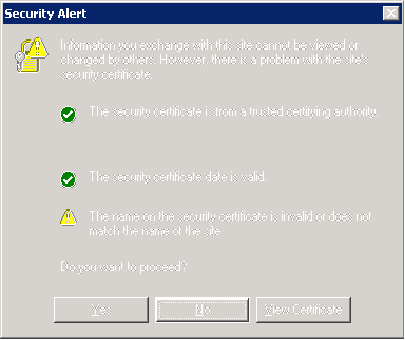 Security Alert
Information you exchange with this site cannot be viewed or
changed by others. However, there is a problem with the site's
security certificate.
The security certificate is from a trusted certifying authority.
The security certificate date is valid.
The name on the security certificate is invalid or does not
match the name of the site
Do you want to proceed?
Yes
No
View Certificate